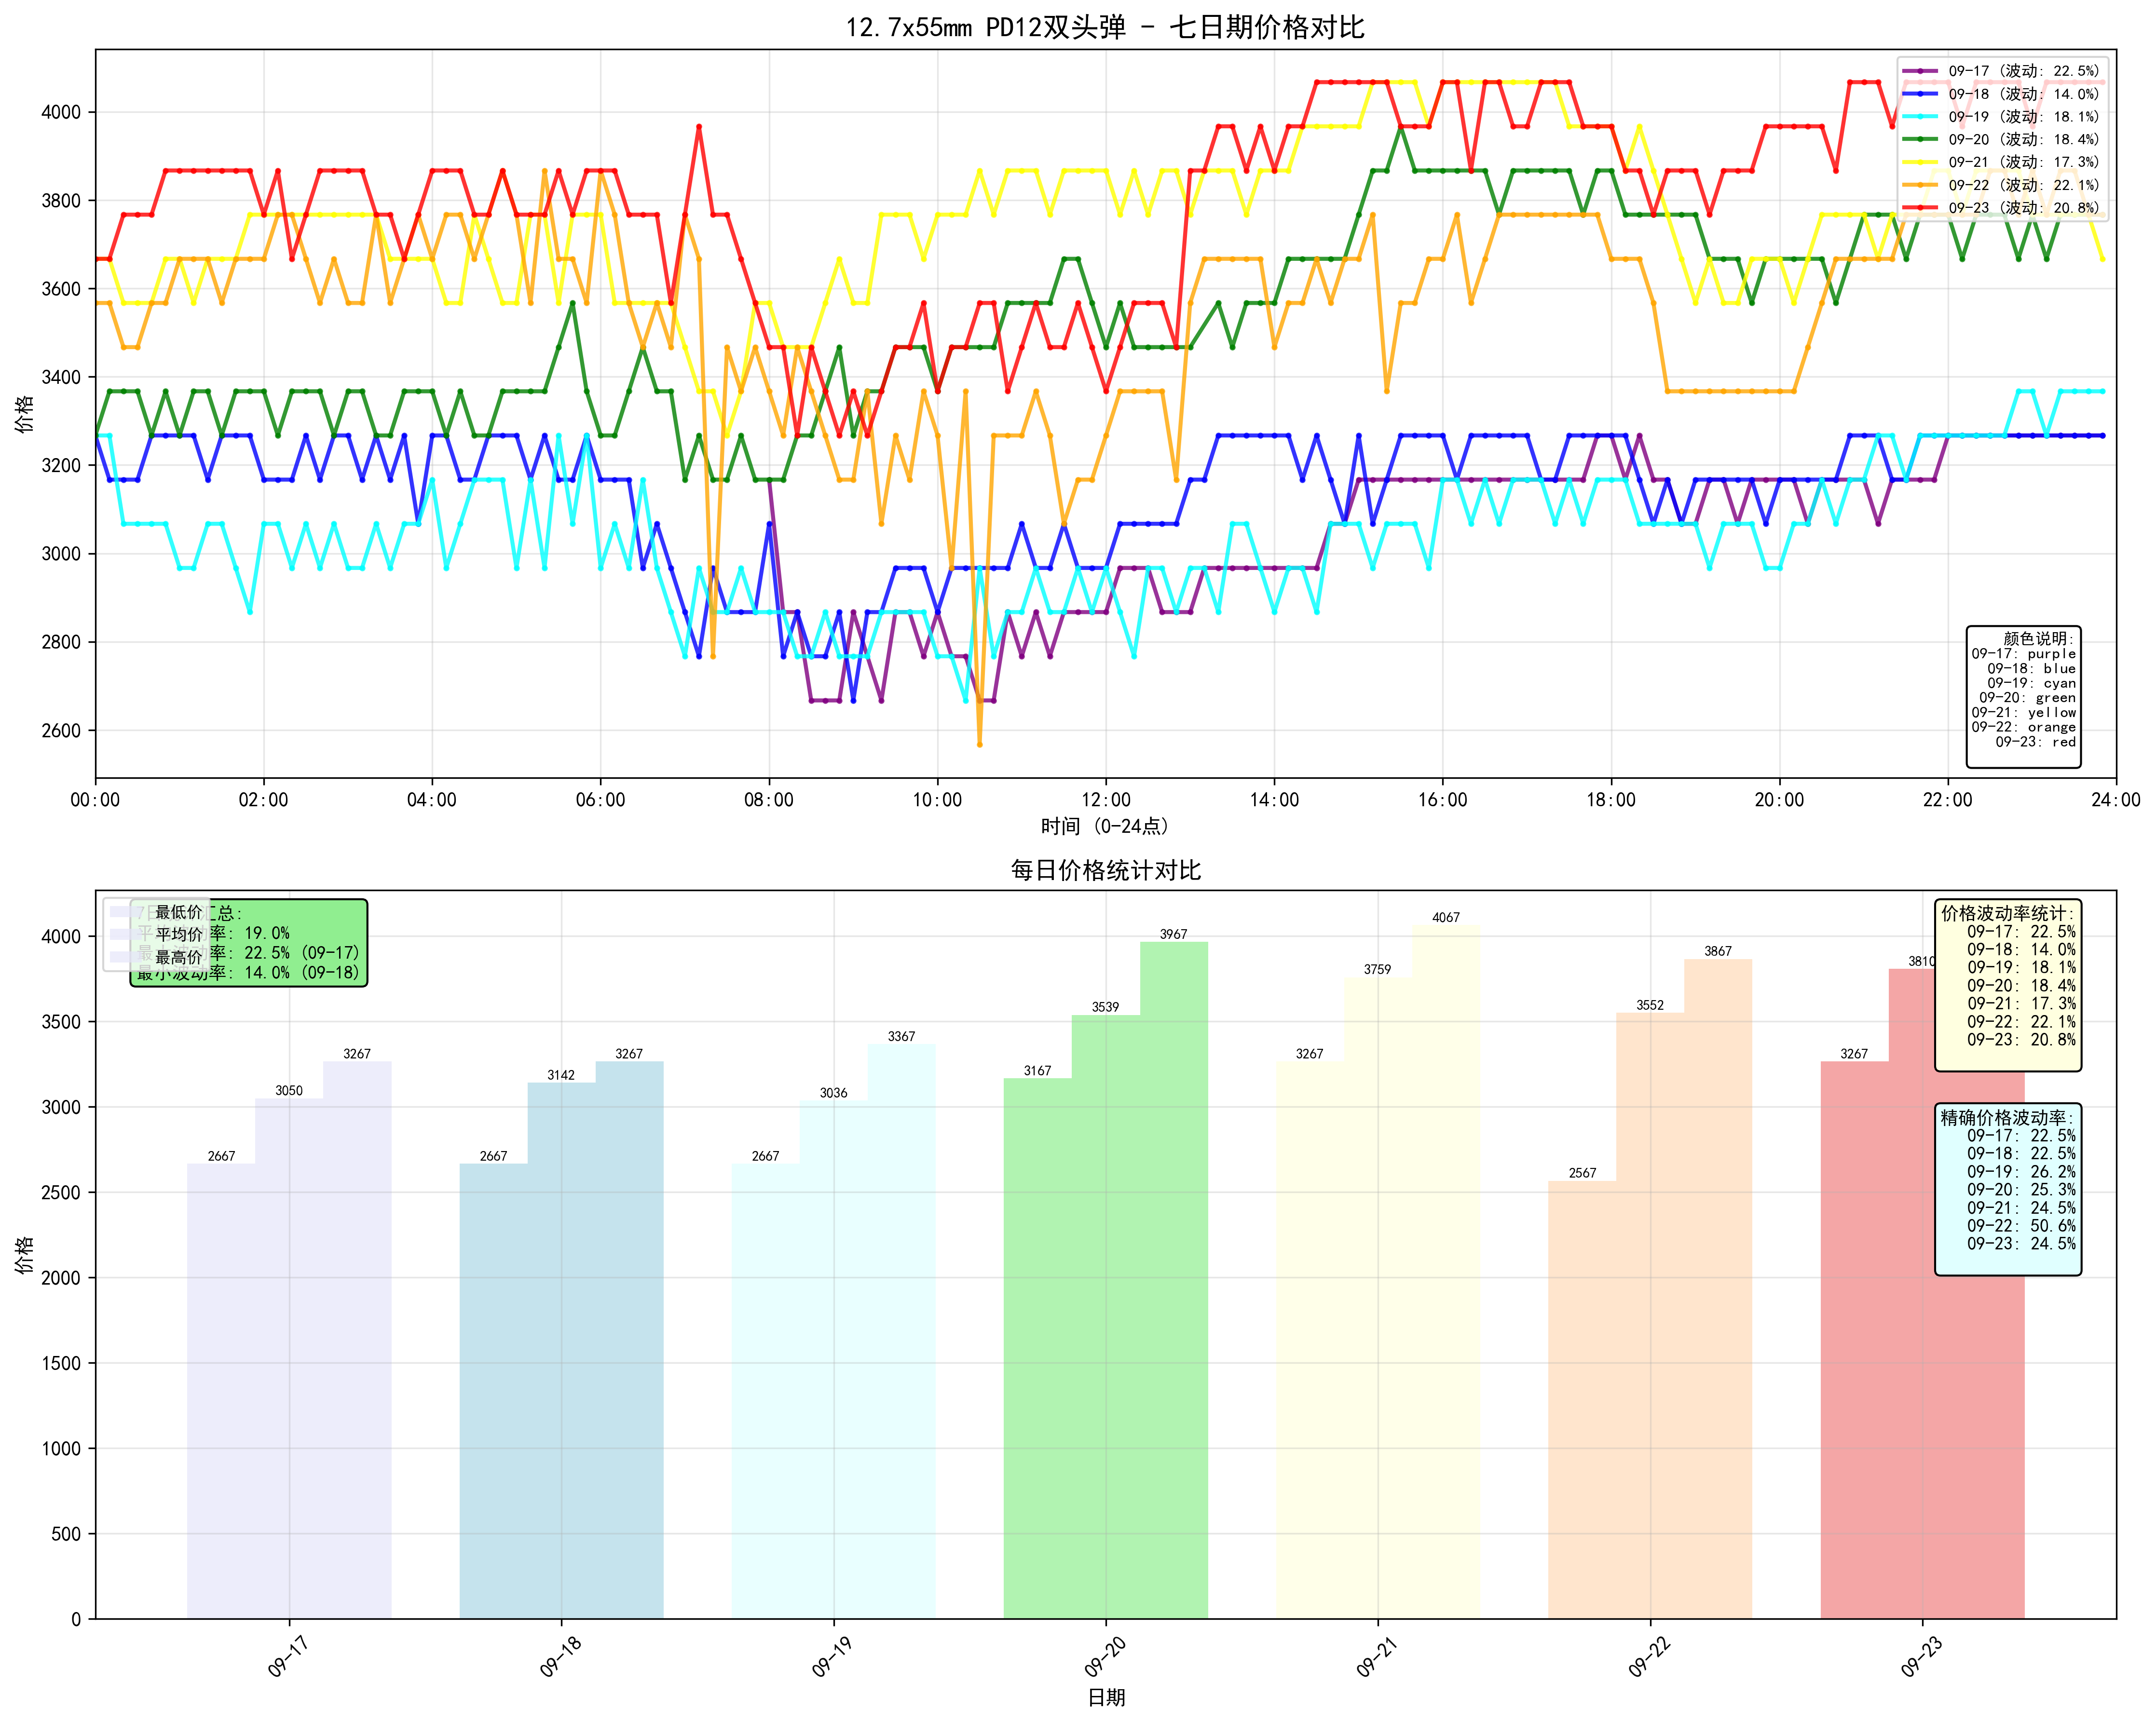 12.7x55mm PD12双头弹 - 七日期价格对比
价格
4000
3800
3600
3400
3200
3000
2800
2600
09-17 (波动: 22.5%)
09-18 (波动: 14.0%)
09-19 (波动: 18.1%)
09-20 (波动: 18.4%)
09-21 (波动: 17.3%)
09-22 (波动: 22.1%)
09-23 (波动: 20.8%)
颜色说明:
09-17: purple
09-18: blue
09-19: cyan
09-20: green
09-21: yellow
09-22: orange
09-23: red
00:00 02:00 04:00 06:00 08:00 10:00 12:00 14:00 16:00 18:00 20:00 22:00 24:00
时间 (0-24点)
每日价格统计对比
价格
4000
3500
3000
2500
2000
1500
1000
500
0
最低价
平均价
最高价
7日 汇总:
率: 19.0%
率: 22.5% (09-17)
最小波动率: 14.0% (09-18)
2667 3050 3267
2667 3142 3267
2667 3036 3367
3167 3539 3967
3267 3759 4067
2567 3552 3867
3267 3810
价格波动率统计:
09-17: 22.5%
09-18: 14.0%
09-19: 18.1%
09-20: 18.4%
09-21: 17.3%
09-22: 22.1%
09-23: 20.8%
精确价格波动率:
09-17: 22.5%
09-18: 22.5%
09-19: 26.2%
09-20: 25.3%
09-21: 24.5%
09-22: 50.6%
09-23: 24.5%
09-17 09-18 09-19 09-20 09-21 09-22 09-23
日期